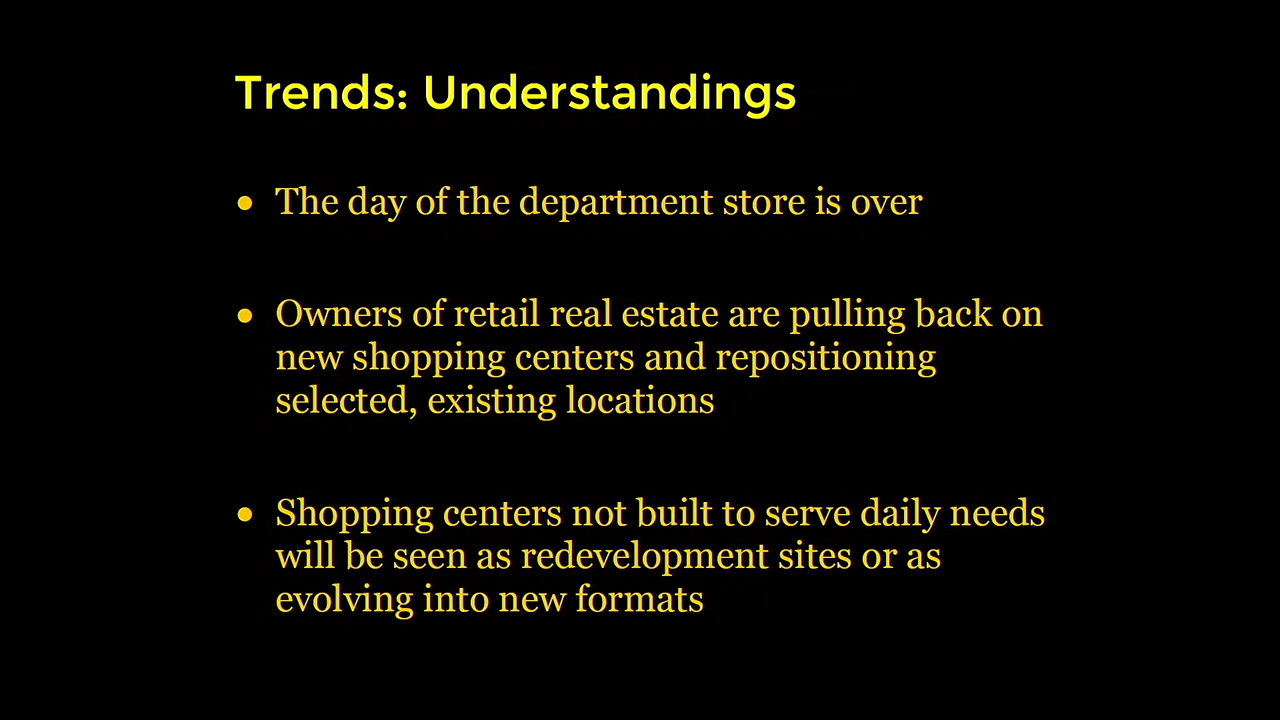 Trends: Understandings
• The day of the department store is over
• Owners of retail real estate are pulling back on
new shopping centers and repositioning
selected, existing locations
• Shopping centers not built to serve daily needs
will be seen as redevelopment sites or as
evolving into new formats